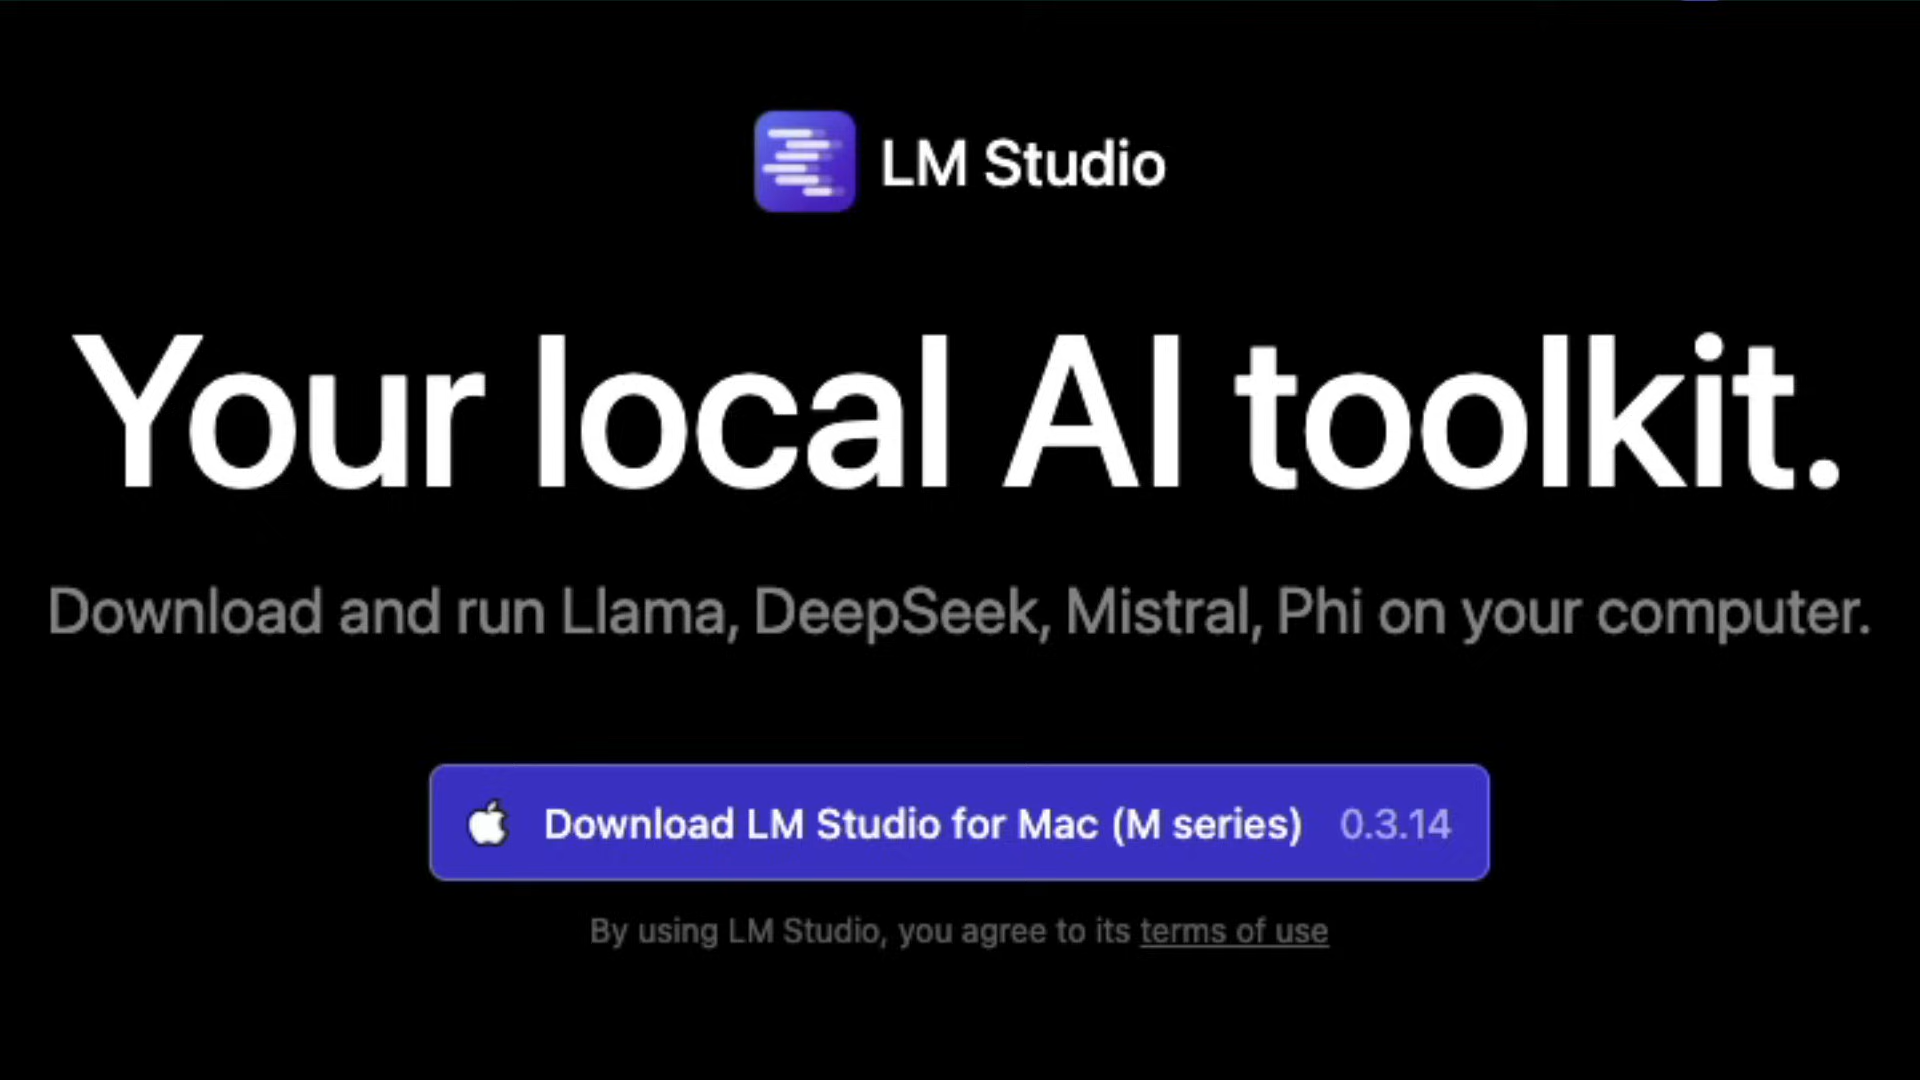 LM Studio
Your local AI toolkit.
Download and run Llama, DeepSeek, Mistral, Phi on your computer.
Download LM Studio for Mac (M series) 0.3.14
By using LM Studio, you agree to its terms of use